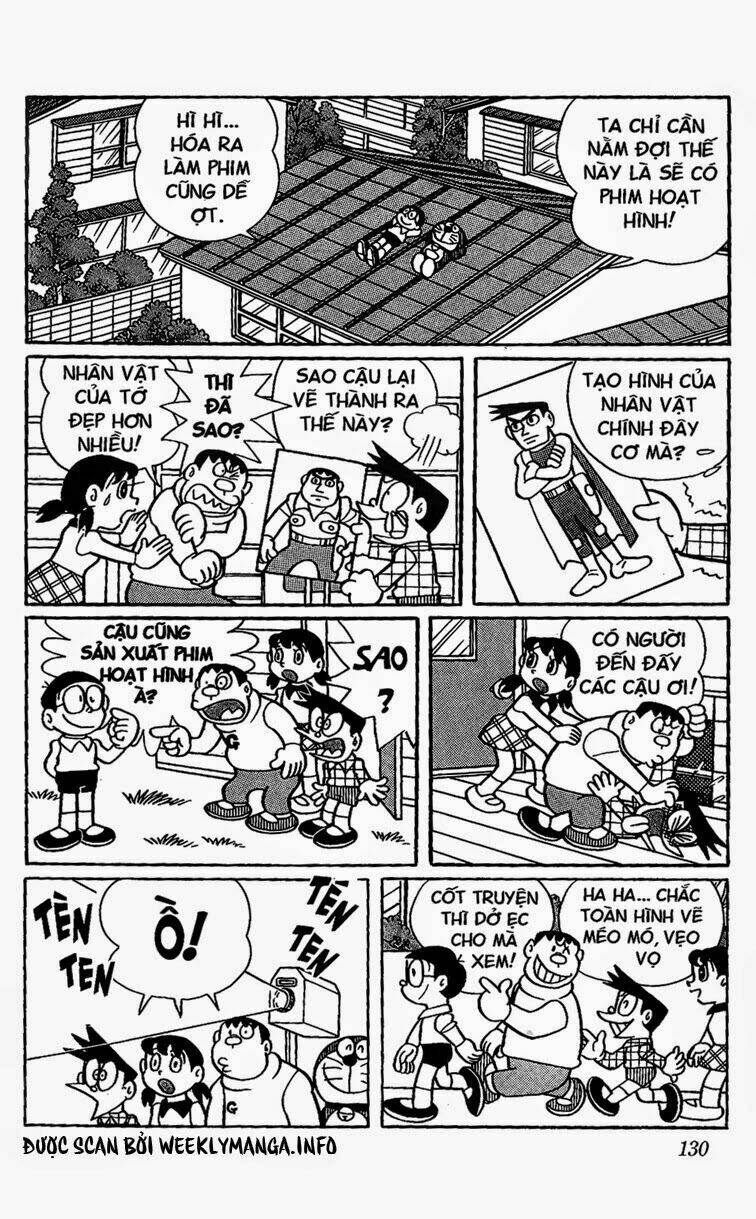 HÌ HÌ...
HÓA RA
LÀM PHIM
CŨNG DỄ
ỢT.
TA CHỈ CẦN
NẰM ĐỢI THẾ
NÀY LÀ SẼ CÓ
PHIM HOẠT
HÌNH!
NHÂN VẬT
CỦA TỚ
ĐẸP HƠN
NHIỀU!
THÌ
ĐÃ
SAO?
SAO CẬU LẠI
VẼ THÀNH RA
THẾ NÀY?
TẠO HÌNH CỦA
NHÂN VẬT
CHÍNH ĐÂY
CƠ MÀ?
CẬU CŨNG
SẢN XUẤT PHIM
HOẠT HÌNH
À?
SAO
?
G
CÓ NGƯỜI
ĐẾN ĐẤY
CÁC CẬU ƠI!
TÈN
TEN
Ồ!
TÉN
TEN
G
CỐT TRUYỆN
THÌ DỞ ẸC
CHO MÀ
XEM!
HA HA... CHẮC
TOÀN HÌNH VẼ
MÉO MÓ, VẸO
VỌ
ĐƯỢC SCAN BỞI WEEKLYMANGA.INFO
130